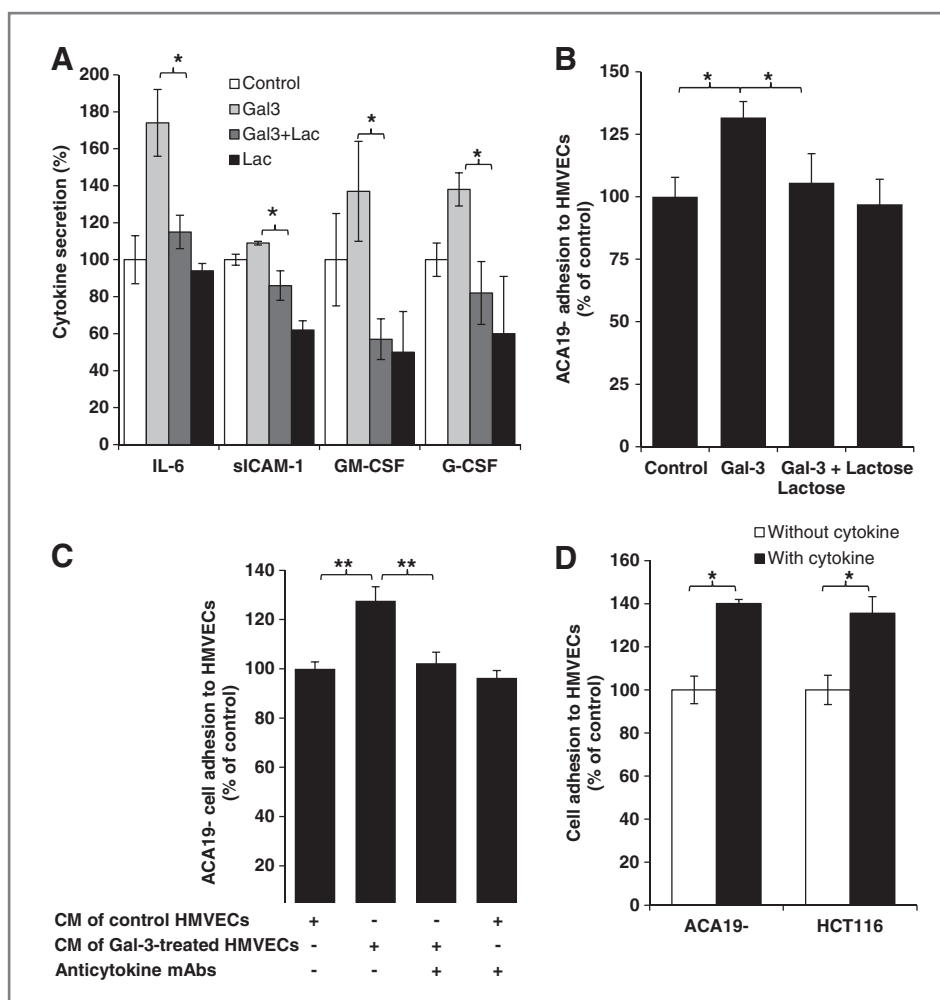 A
Cytokine secretion (%)
200
180
160
140
120
100
80
60
40
20
0
Control
Gal3
Gal3+Lac
Lac
*
*
*
*
IL-6 sICAM-1 GM-CSF G-CSF
B
ACA19- adhesion to HMVECs
(% of control)
150
125
100
75
50
0
* *
Control Gal-3 Gal-3 + Lactose
Lactose
C
ACA19- cell adhesion to HMVECs
(% of control)
140
120
100
80
60
40
20
** **
CM of control HMVECs + - - +
CM of Gal-3-treated HMVECs - + + -
Anticytokine mAbs - - + +
D
Without cytokine
With cytokine
Cell adhesion to HMVECs
(% of control)
160
140
120
100
80
60
40
20
0
* *
ACA19- HCT116